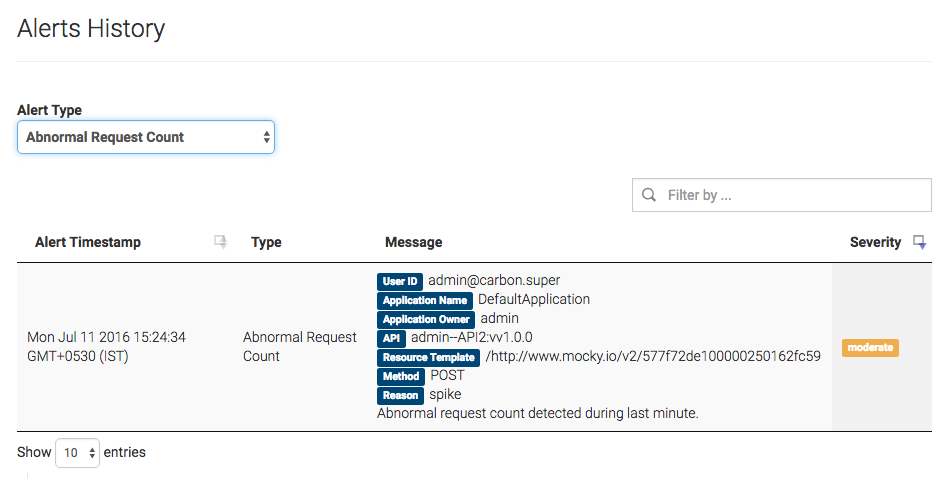 Alerts History
Alert Type
Abnormal Request Count
Filter by ...
Alert Timestamp Type Message Severity
Mon Jul 11 2016 15:24:34
GMT+0530 (IST)
Abnormal Request
Count
User ID admin@carbon.super
Application Name DefaultApplication
Application Owner admin
API admin--API2:vv1.0.0
Resource Template /http://www.mocky.io/v2/577f72de100000250162fc59
Method POST
Reason spike
Abnormal request count detected during last minute.
moderate
Show 10 entries